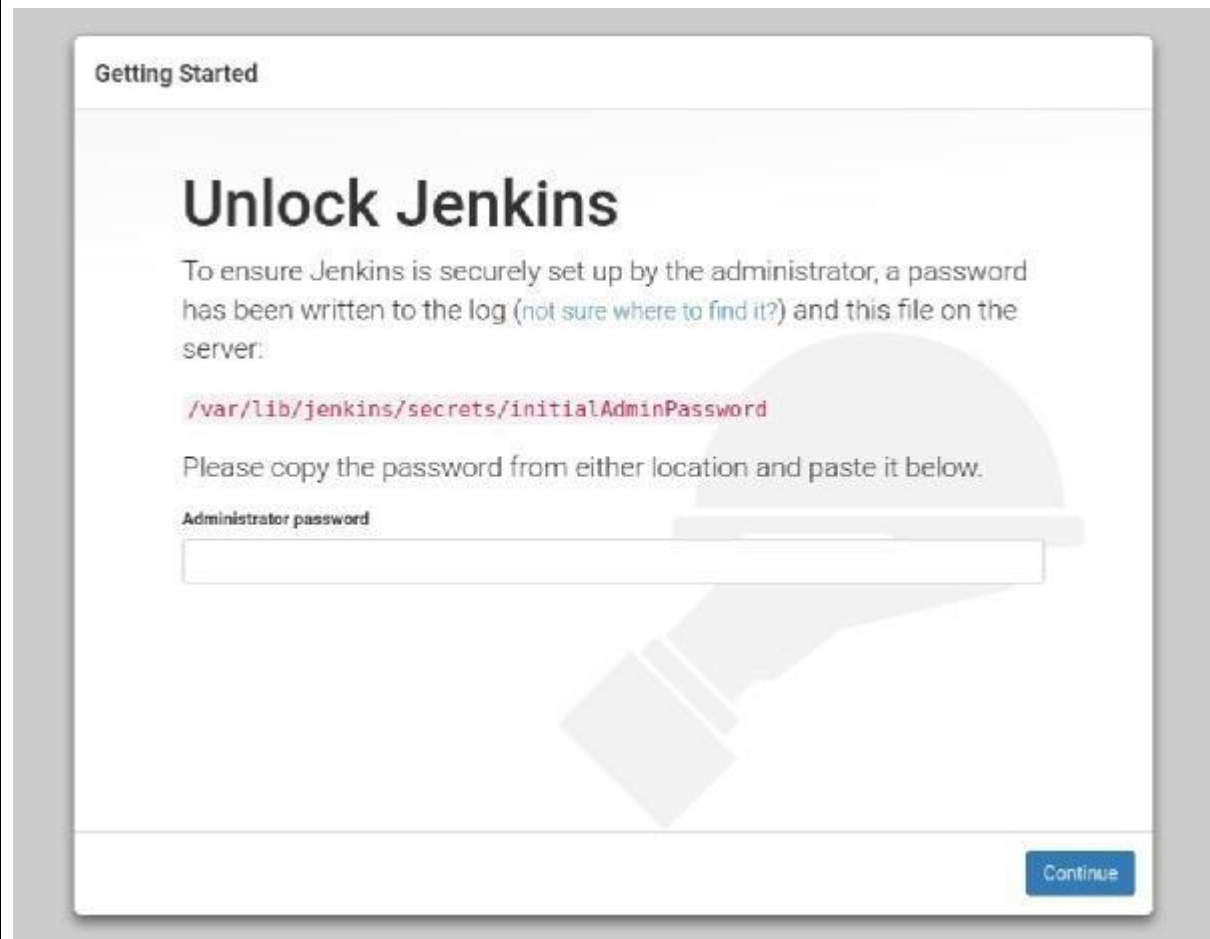 Getting Started
Unlock Jenkins
To ensure Jenkins is securely set up by the administrator, a password
has been written to the log (not sure where to find it?) and this file on the
server:
/var/lib/jenkins/secrets/initialAdminPassword
Please copy the password from either location and paste it below.
Administrator password
Continue